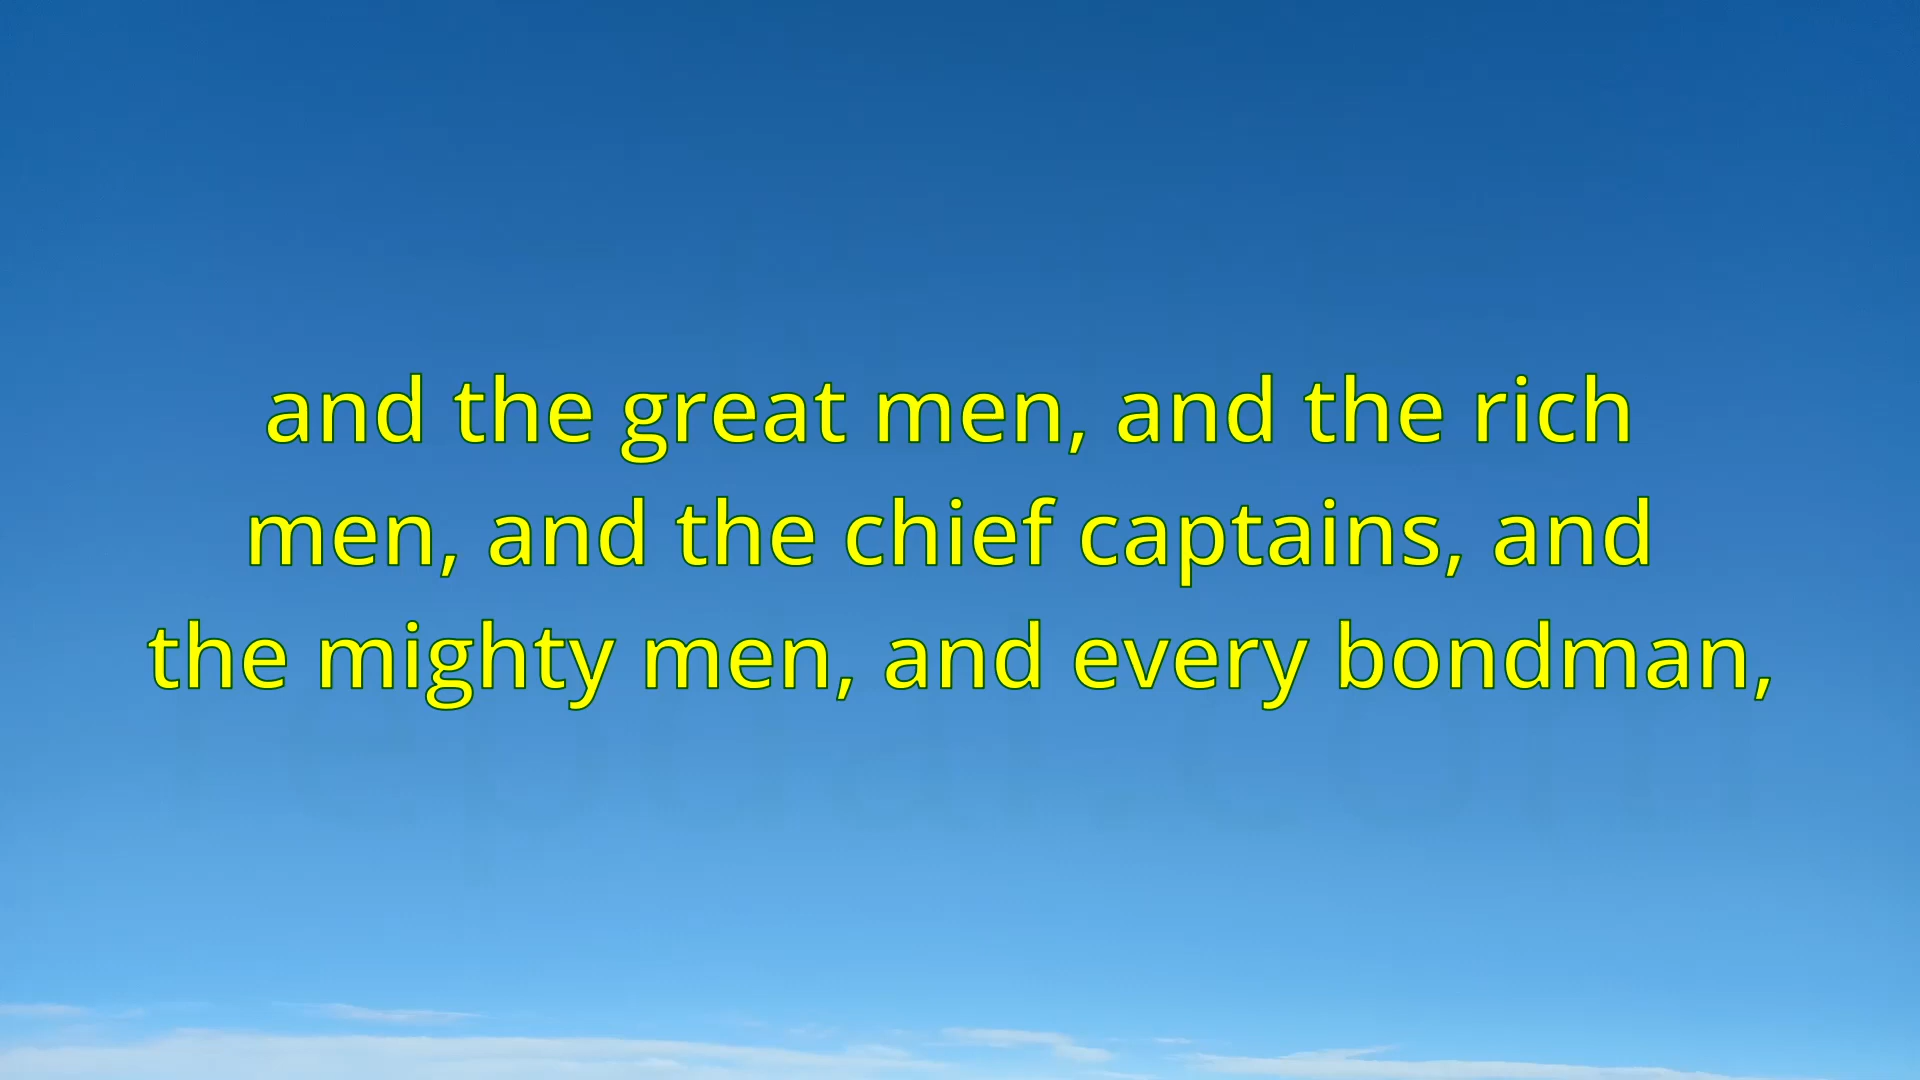 and the great men, and the rich
men, and the chief captains, and
the mighty men, and every bondman,